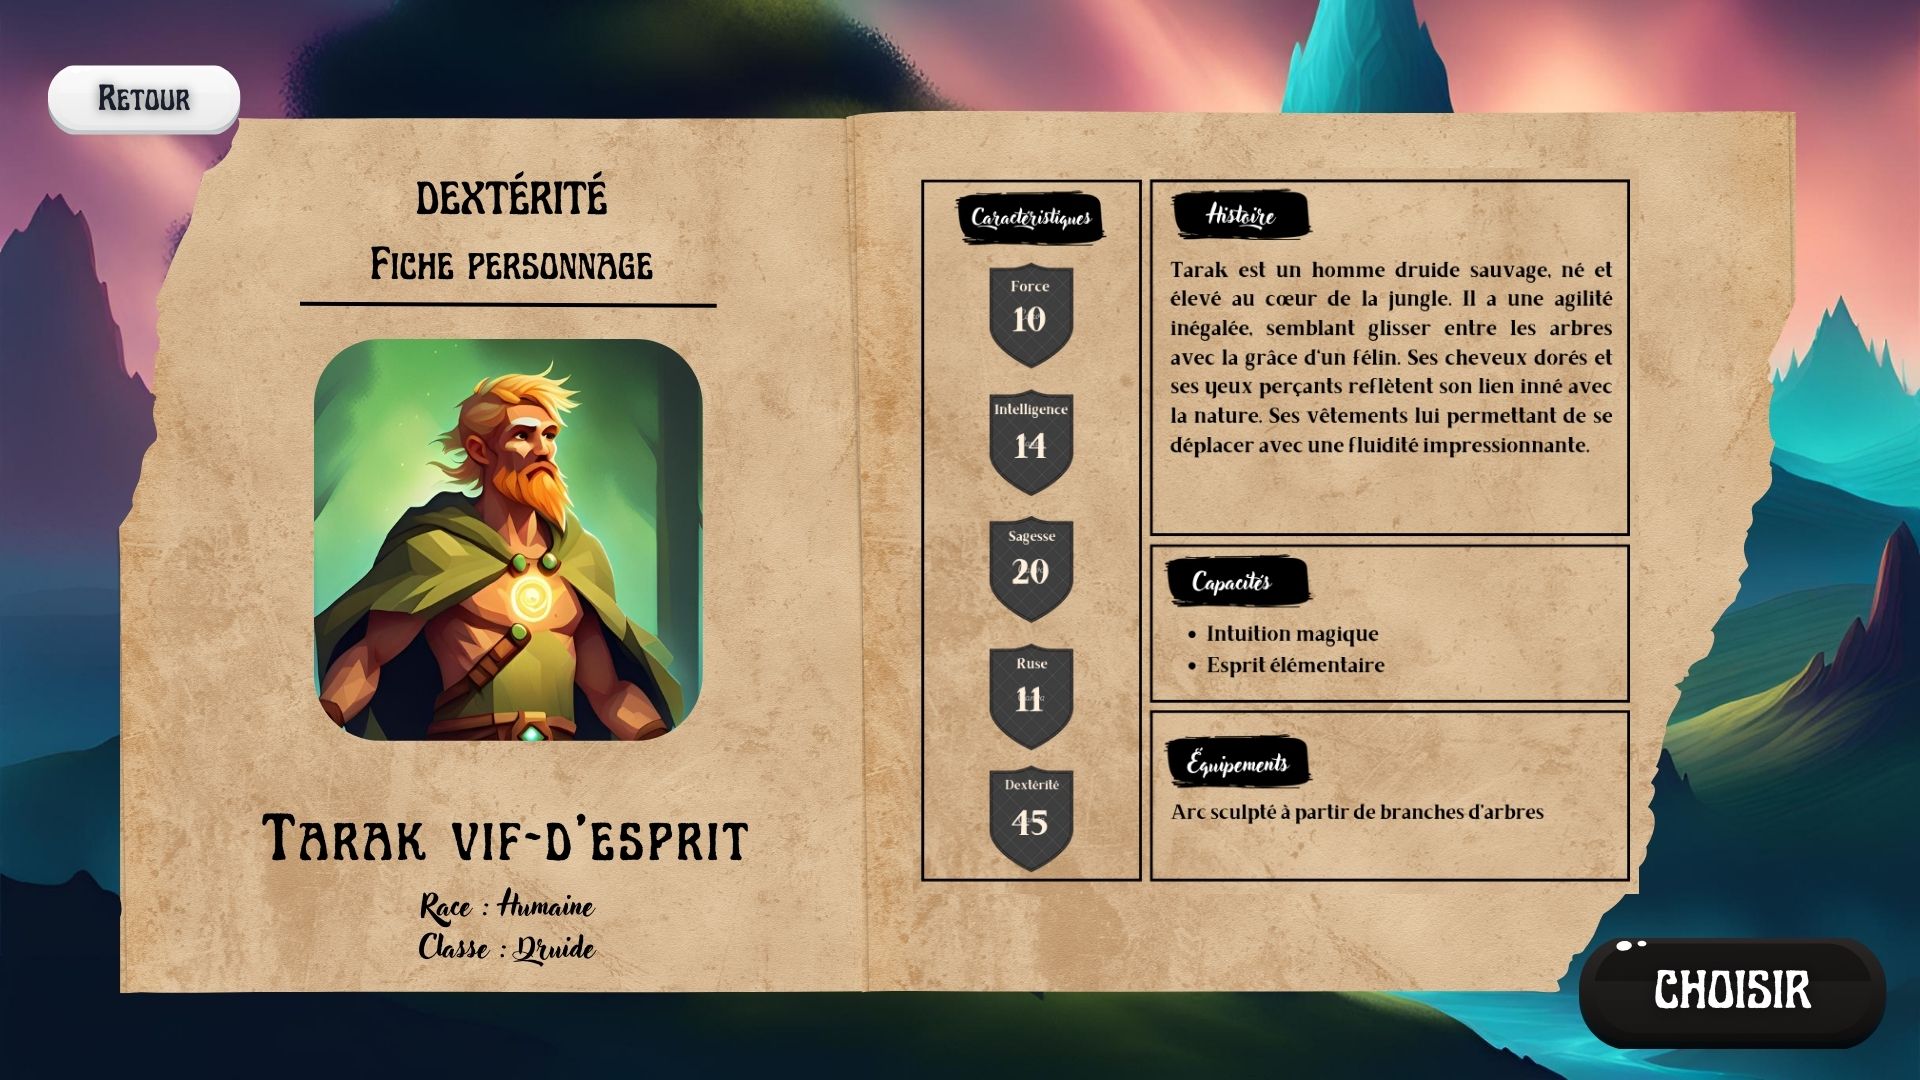 Retour
DEXTÉRITÉ
Fiche personnage
Tarak vif-d'esprit
Race : Humaine
Classe : Druide
Caractéristiques
Force
10
Intelligence
14
Sagesse
20
Ruse
11
Dextérité
45
Histoire
Tarak est un homme druide sauvage, né et
élevé au cœur de la jungle. Il a une agilité
inégalée, semblant glisser entre les arbres
avec la grâce d'un félin. Ses cheveux dorés et
ses yeux perçants reflètent son lien inné avec
la nature. Ses vêtements lui permettant de se
déplacer avec une fluidité impressionnante.
Capacités
• Intuition magique
• Esprit élémentaire
Équipements
Arc sculpté à partir de branches d'arbres
CHOISIR